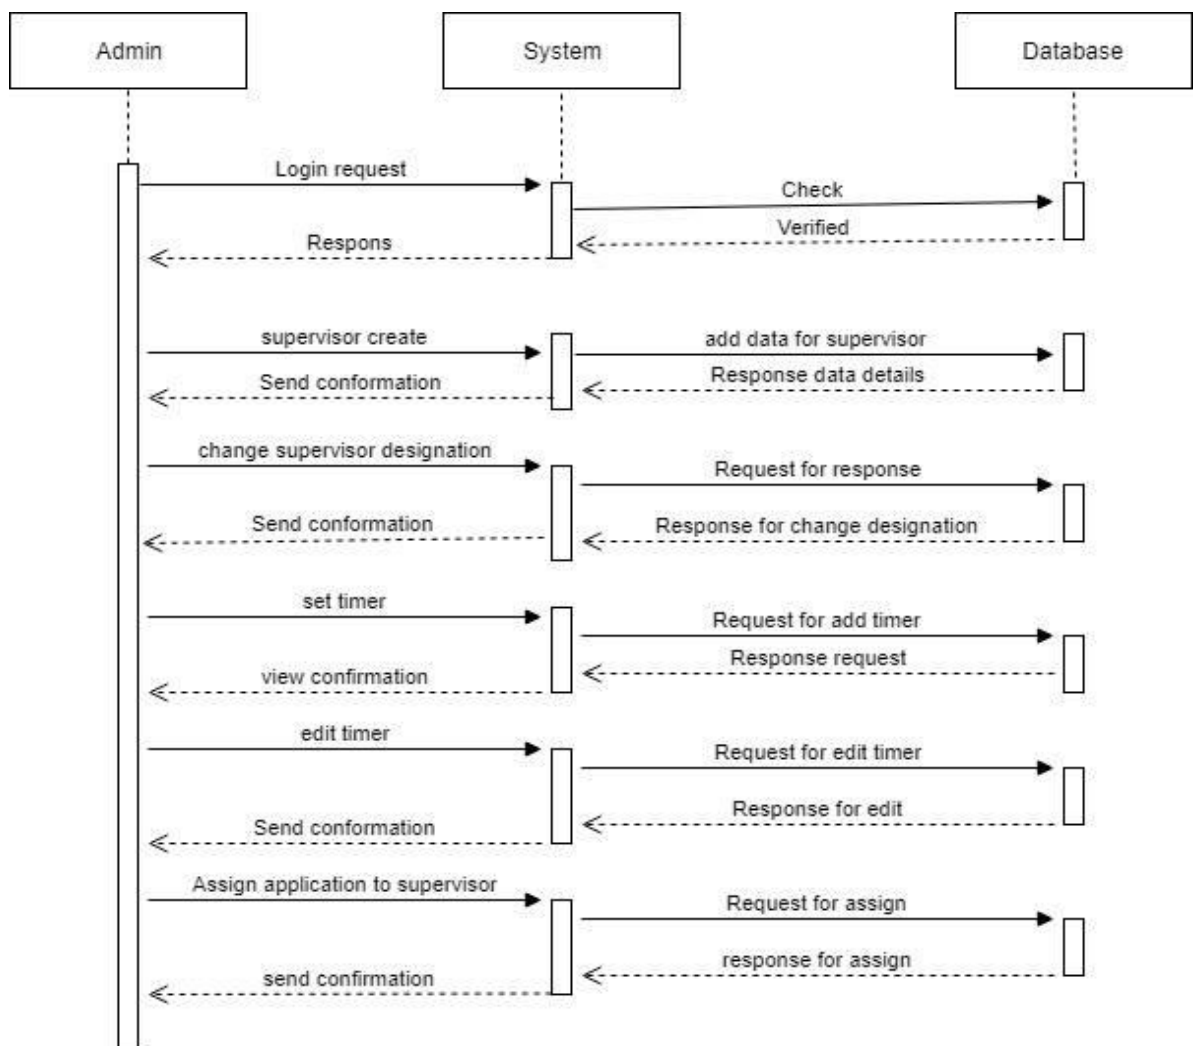 Admin
System
Database
Login request
Check
Verified
Respons
supervisor create
add data for supervisor
Response data details
Send conformation
change supervisor designation
Request for response
Send conformation
Response for change designation
set timer
Request for add timer
Response request
view confirmation
edit timer
Request for edit timer
Response for edit
Send conformation
Assign application to supervisor
Request for assign
response for assign
send confirmation